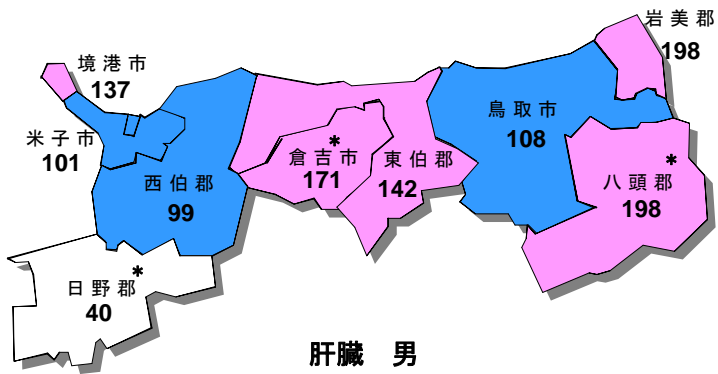 岩美郡
198
境港市
137
鳥取市
108
米子市
101
*
倉吉市
171
東伯郡
142
*
八頭郡
198
西伯郡
99
*
日野郡
40
肝臓 男